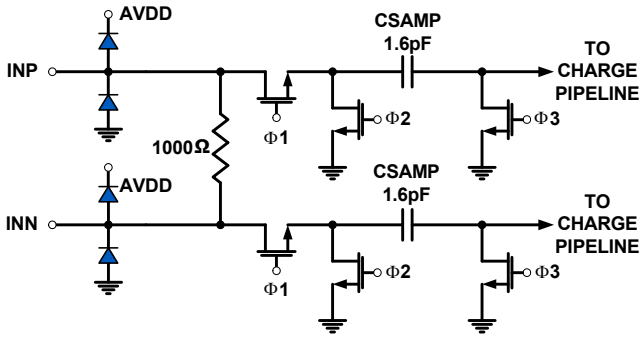 AVDD
CSAMP
1.6pF
TO
CHARGE
PIPELINE
INP
Φ1
Φ2
Φ3
1000Ω
AVDD
CSAMP
1.6pF
TO
CHARGE
PIPELINE
INN
Φ1
Φ2
Φ3